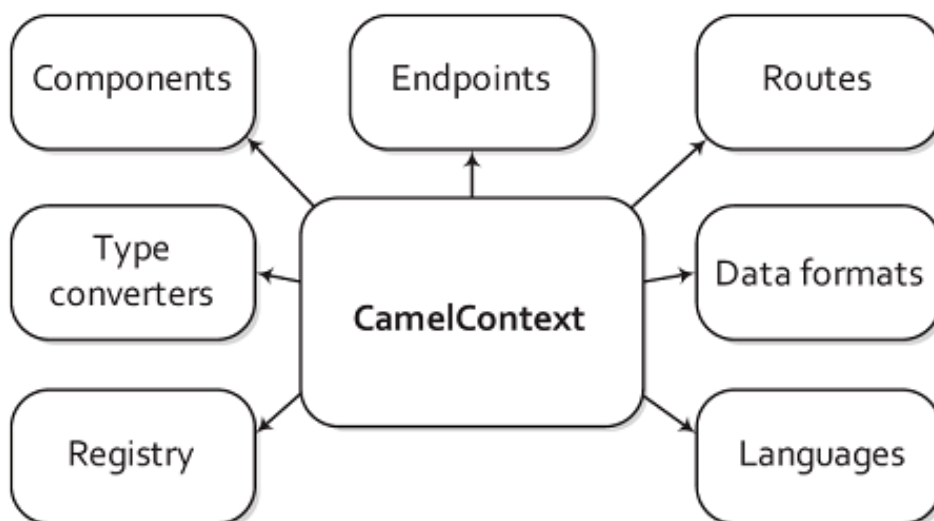 Components
Endpoints
Routes
Type
converters
CamelContext
Data formats
Registry
Languages